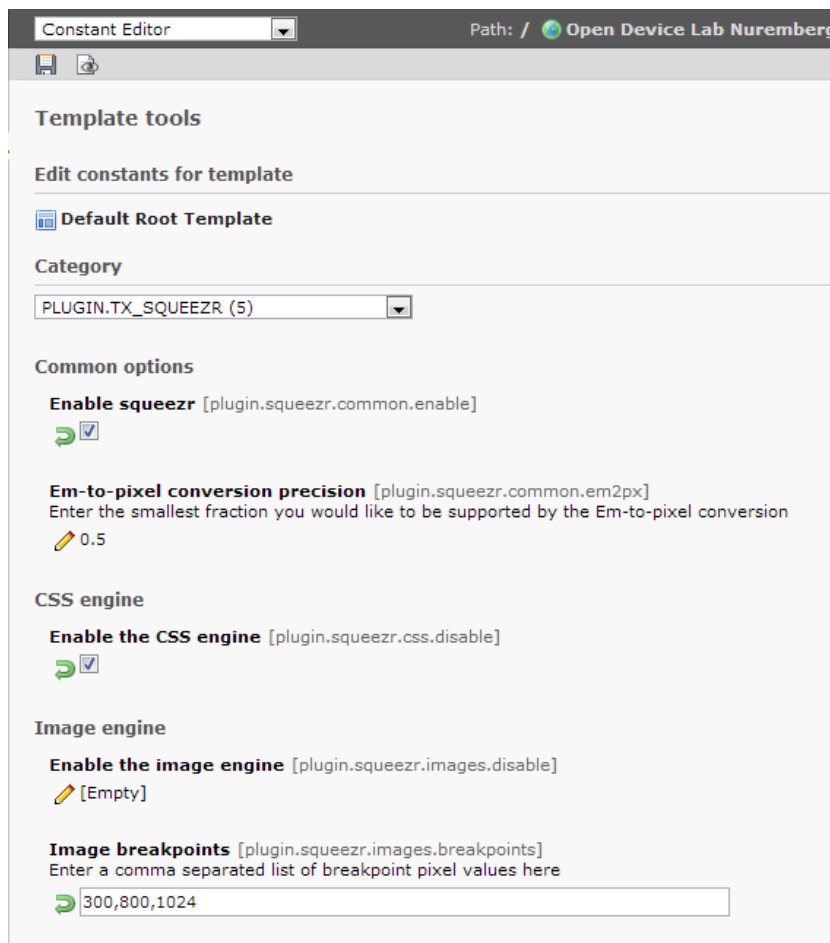 Constant Editor
Path: / Open Device Lab Nuremberg
Template tools
Edit constants for template
Default Root Template
Category
PLUGIN.TX_SQUEEZR (5)
Common options
Enable squeezr [plugin.squeezr.common.enable]
Em-to-pixel conversion precision [plugin.squeezr.common.em2px]
Enter the smallest fraction you would like to be supported by the Em-to-pixel conversion
0.5
CSS engine
Enable the CSS engine [plugin.squeezr.css.disable]
Image engine
Enable the image engine [plugin.squeezr.images.disable]
[Empty]
Image breakpoints [plugin.squeezr.images.breakpoints]
Enter a comma separated list of breakpoint pixel values here
300,800,1024